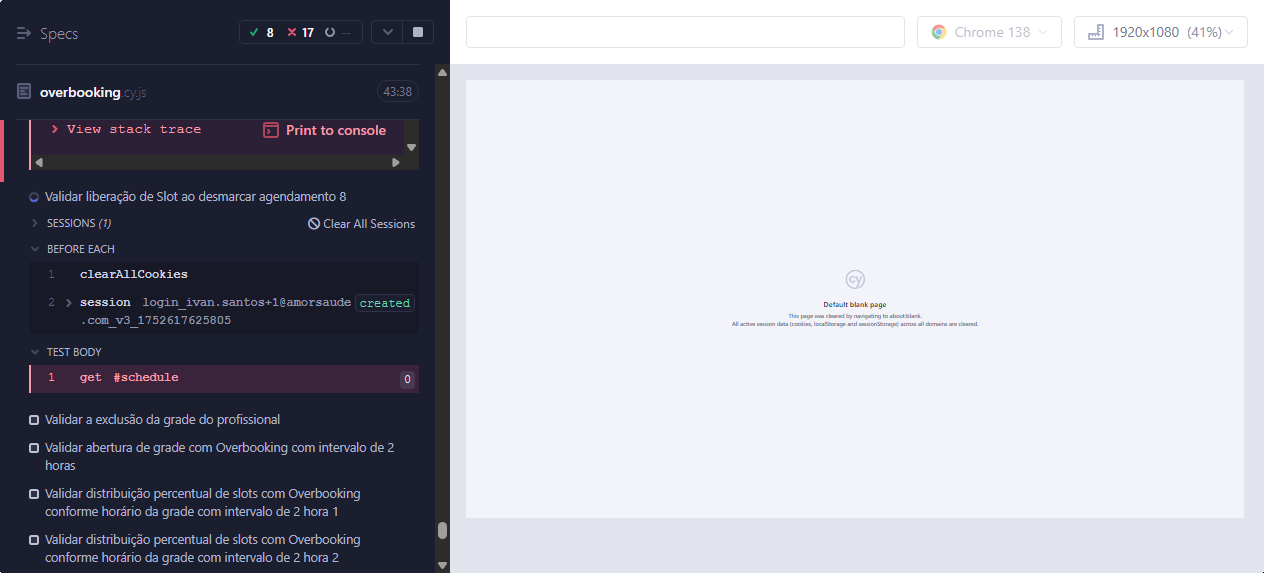 Specs
8 17 --
Chrome 138
1920x1080 (41%)
overbooking.cy.js
43:38
View stack trace
Print to console
Validar liberação de Slot ao desmarcar agendamento 8
SESSIONS (1)
Clear All Sessions
BEFORE EACH
1 clearAllCookies
2 session login_ivan.santos+1@amorsaude created
.com_v3_1752617625805
TEST BODY
1 get #schedule 0
Validar a exclusão da grade do profissional
Validar abertura de grade com Overbooking com intervalo de 2
horas
Validar distribuição percentual de slots com Overbooking
conforme horário da grade com intervalo de 2 hora 1
Validar distribuição percentual de slots com Overbooking
conforme horário da grade com intervalo de 2 hora 2
cy
Default blank page
This page was cleared by navigating to about:blank.
All active session data (cookies, localStorage and sessionStorage) across all domains are cleared.